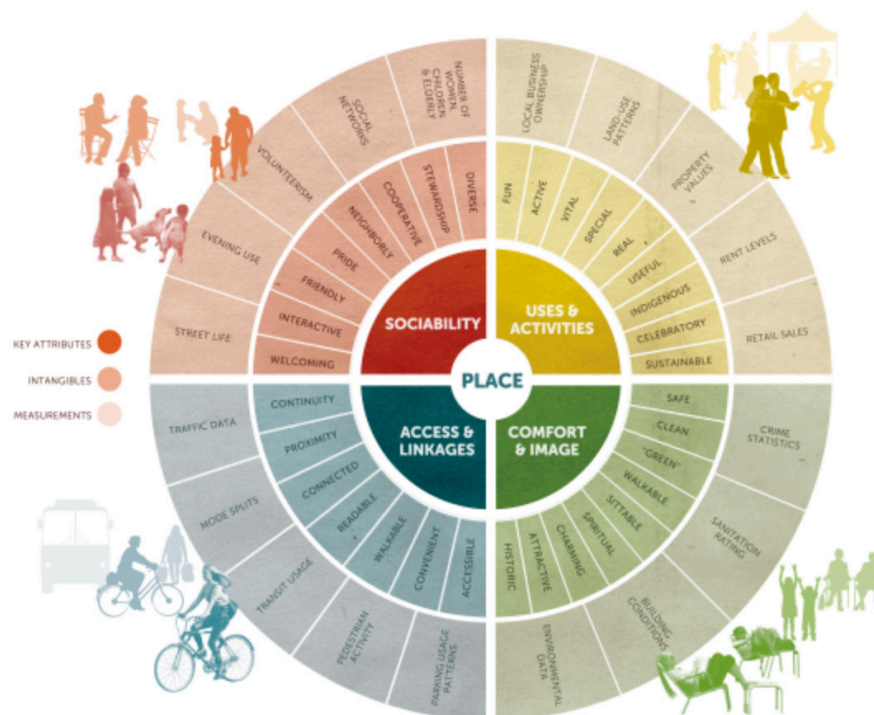 KEY ATTRIBUTES
INTANGIBLES
MEASUREMENTS
PLACE
SOCIABILITY
USES &
ACTIVITIES
ACCESS &
LINKAGES
COMFORT
& IMAGE
WELCOMING
INTERACTIVE
FRIENDLY
PRIDE
NEIGHBORLY
COOPERATIVE
STEWARDSHIP
DIVERSE
STREET LIFE
EVENING USE
VOLUNTEERISM
SOCIAL
NETWORKS
NUMBER OF
WOMEN,
CHILDREN
& ELDERLY
FUN
ACTIVE
VITAL
SPECIAL
REAL
USEFUL
INDIGENOUS
CELEBRATORY
SUSTAINABLE
LOCAL BUSINESS
OWNERSHIP
LAND-USE
PATTERNS
PROPERTY
VALUES
RENT LEVELS
RETAIL SALES
SAFE
CLEAN
"GREEN"
WALKABLE
SITTABLE
SPIRITUAL
CHARMING
ATTRACTIVE
HISTORIC
CRIME
STATISTICS
SANITATION
RATING
BUILDING
CONDITIONS
ENVIRONMENTAL
DATA
CONTINUITY
PROXIMITY
CONNECTED
READABLE
WALKABLE
CONVENIENT
ACCESSIBLE
TRAFFIC DATA
MODE SPLITS
TRANSIT USAGE
PEDESTRIAN
ACTIVITY
PARKING USAGE
PATTERNS